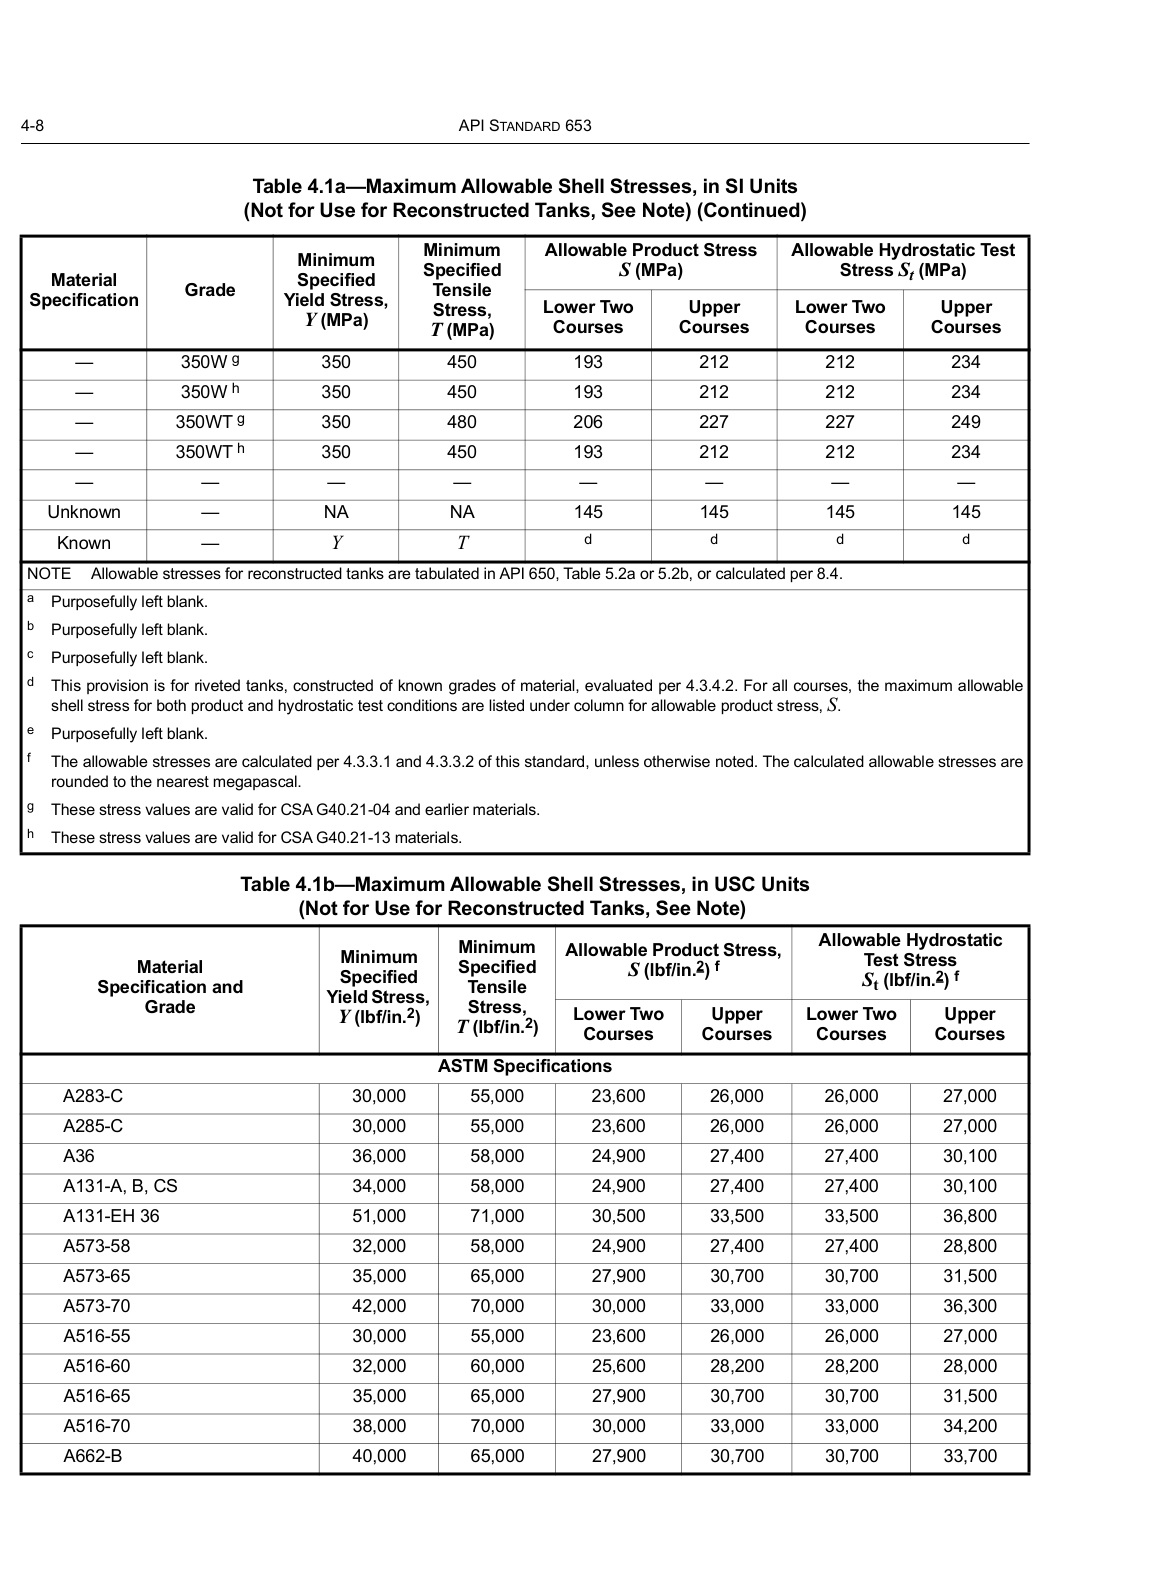 4-8 API STANDARD 653
Table 4.1a—Maximum Allowable Shell Stresses, in SI Units
(Not for Use for Reconstructed Tanks, See Note) (Continued)
Material Specification Grade Minimum Specified Yield Stress, Y (MPa) Minimum Specified Tensile Stress, T (MPa) Allowable Product Stress S (MPa) Allowable Hydrostatic Test Stress St (MPa)
Lower Two Courses Upper Courses Lower Two Courses Upper Courses
— 350W g 350 450 193 212 212 234
— 350W h 350 450 193 212 212 234
— 350WT g 350 480 206 227 227 249
— 350WT h 350 450 193 212 212 234
— — — — — — — —
Unknown — NA NA 145 145 145 145
Known — Y T d d d d
NOTE Allowable stresses for reconstructed tanks are tabulated in API 650, Table 5.2a or 5.2b, or calculated per 8.4.
a Purposefully left blank.
b Purposefully left blank.
c Purposefully left blank.
d This provision is for riveted tanks, constructed of known grades of material, evaluated per 4.3.4.2. For all courses, the maximum allowable
shell stress for both product and hydrostatic test conditions are listed under column for allowable product stress, S.
e Purposefully left blank.
f The allowable stresses are calculated per 4.3.3.1 and 4.3.3.2 of this standard, unless otherwise noted. The calculated allowable stresses are
rounded to the nearest megapascal.
g These stress values are valid for CSA G40.21-04 and earlier materials.
h These stress values are valid for CSA G40.21-13 materials.
Table 4.1b—Maximum Allowable Shell Stresses, in USC Units
(Not for Use for Reconstructed Tanks, See Note)
Material Specification and Grade Minimum Specified Yield Stress, Y (lbf/in.2) Minimum Specified Tensile Stress, T (lbf/in.2) Allowable Product Stress, S (lbf/in.2) f Allowable Hydrostatic Test Stress St (lbf/in.2) f
Lower Two Courses Upper Courses Lower Two Courses Upper Courses
ASTM Specifications
A283-C 30,000 55,000 23,600 26,000 26,000 27,000
A285-C 30,000 55,000 23,600 26,000 26,000 27,000
A36 36,000 58,000 24,900 27,400 27,400 30,100
A131-A, B, CS 34,000 58,000 24,900 27,400 27,400 30,100
A131-EH 36 51,000 71,000 30,500 33,500 33,500 36,800
A573-58 32,000 58,000 24,900 27,400 27,400 28,800
A573-65 35,000 65,000 27,900 30,700 30,700 31,500
A573-70 42,000 70,000 30,000 33,000 33,000 36,300
A516-55 30,000 55,000 23,600 26,000 26,000 27,000
A516-60 32,000 60,000 25,600 28,200 28,200 28,000
A516-65 35,000 65,000 27,900 30,700 30,700 31,500
A516-70 38,000 70,000 30,000 33,000 33,000 34,200
A662-B 40,000 65,000 27,900 30,700 30,700 33,700